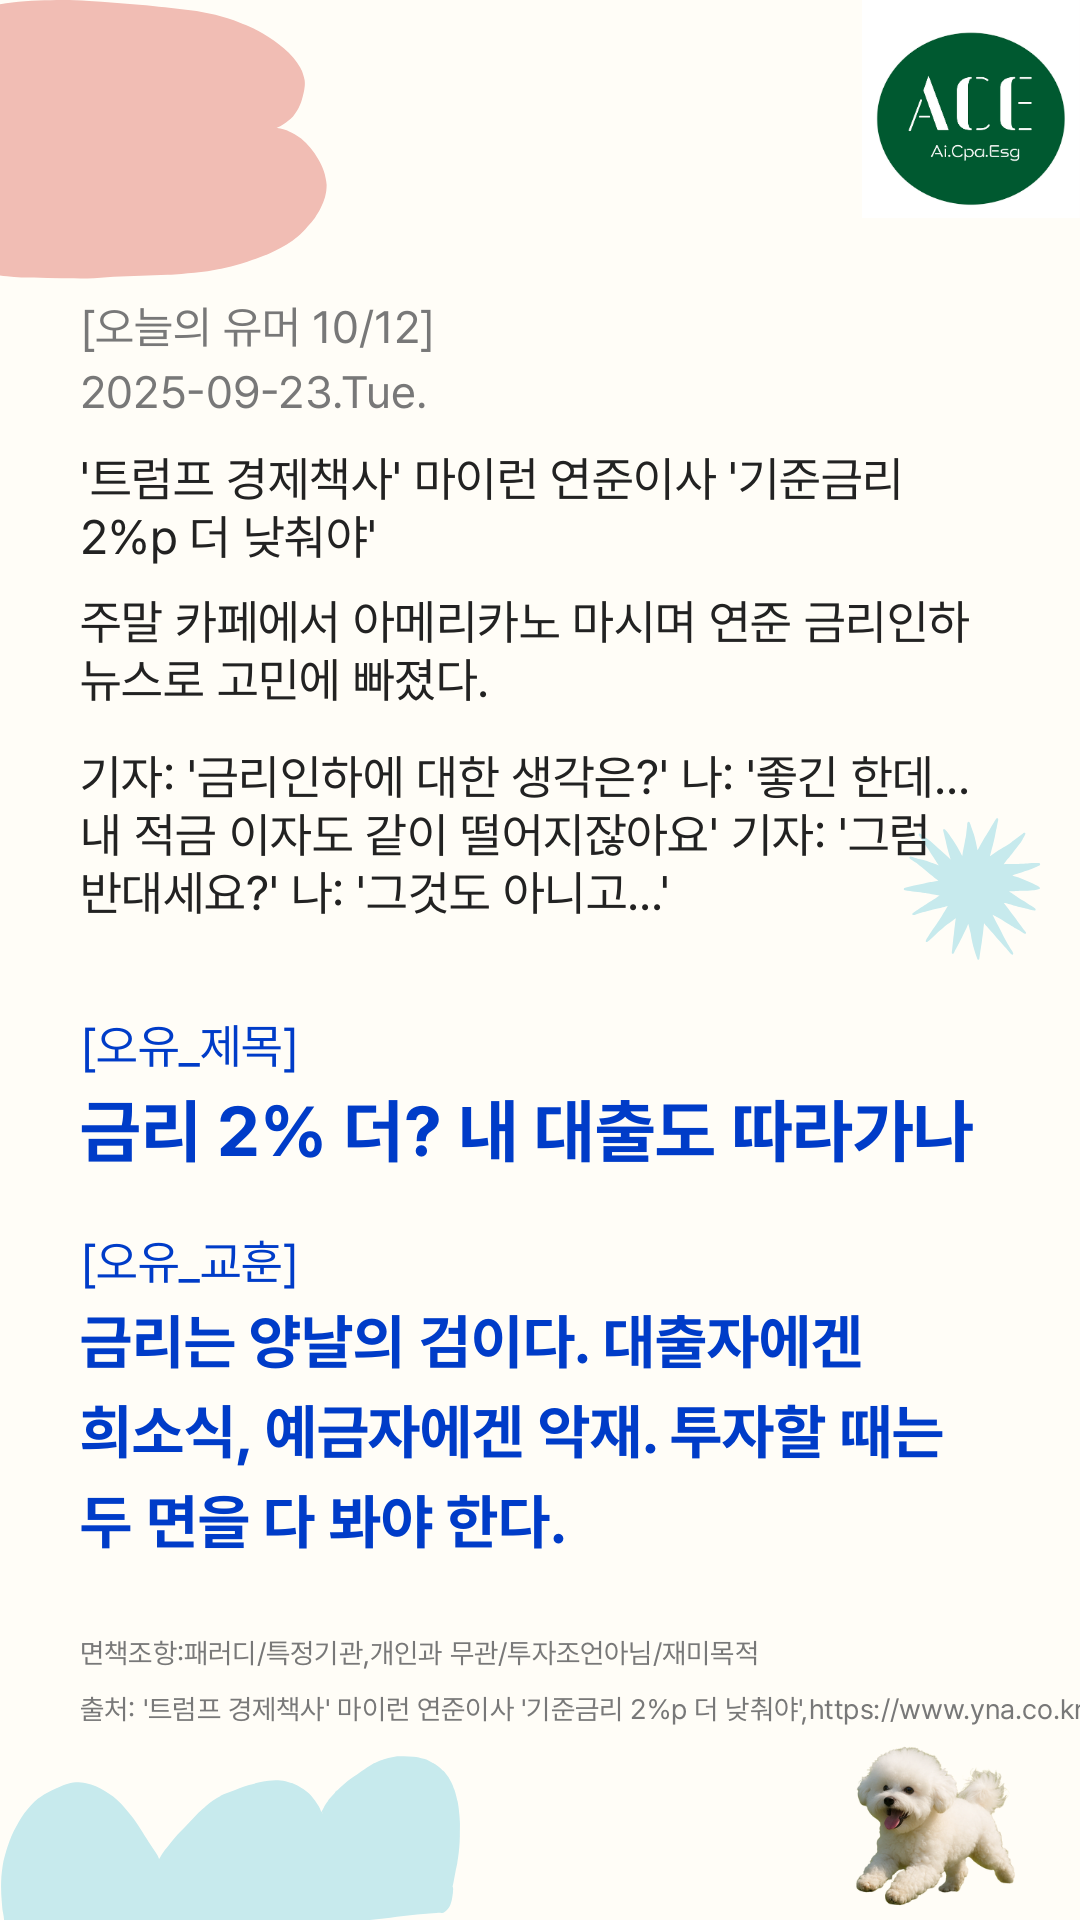 ACE
Ai.Cpa.Esg
[오늘의 유머 10/12]
2025-09-23.Tue.
'트럼프 경제책사' 마이런 연준이사 '기준금리
2%p 더 낮춰야'
주말 카페에서 아메리카노 마시며 연준 금리인하
뉴스로 고민에 빠졌다.
기자: '금리인하에 대한 생각은?' 나: '좋긴 한데...
내 적금 이자도 같이 떨어지잖아요' 기자: '그럼
반대세요?' 나: '그것도 아니고...'
[오유_제목]
금리 2% 더? 내 대출도 따라가나
[오유_교훈]
금리는 양날의 검이다. 대출자에겐
희소식, 예금자에겐 악재. 투자할 때는
두 면을 다 봐야 한다.
면책조항:패러디/특정기관,개인과 무관/투자조언아님/재미목적
출처: '트럼프 경제책사' 마이런 연준이사 '기준금리 2%p 더 낮춰야',https://www.yna.co.kr